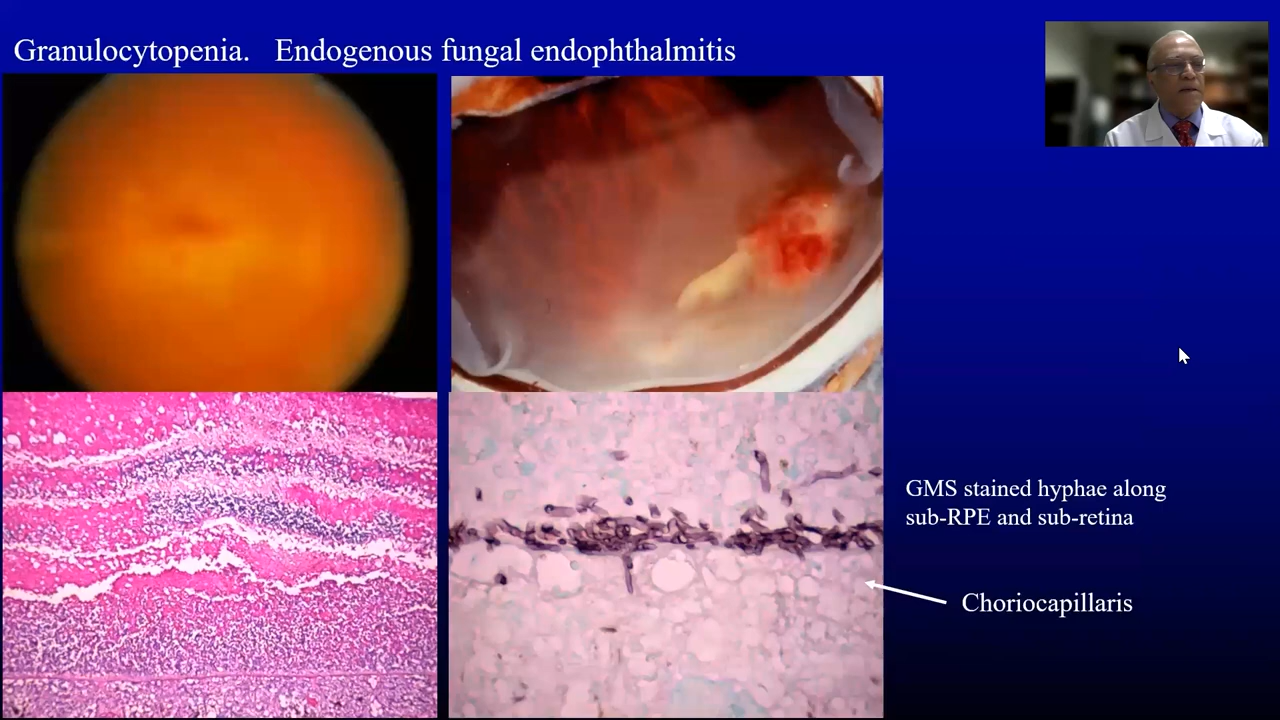 Granulocytopenia. Endogenous fungal endophthalmitis
GMS stained hyphae along
sub-RPE and sub-retina
Choriocapillaris